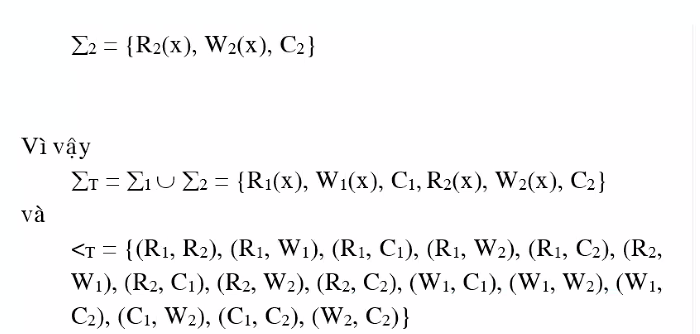 ∑₂ = {R₂(x), W₂(x), C₂}
Vì vậy
∑T = ∑₁ ∪ ∑₂ = {R₁(x), W₁(x), C₁, R₂(x), W₂(x), C₂}
và
<T = {(R₁, R₂), (R₁, W₁), (R₁, C₁), (R₁, W₂), (R₁, C₂), (R₂,
W₁), (R₂, C₁), (R₂, W₂), (R₂, C₂), (W₁, C₁), (W₁, W₂), (W₁,
C₂), (C₁, W₂), (C₁, C₂), (W₂, C₂)}